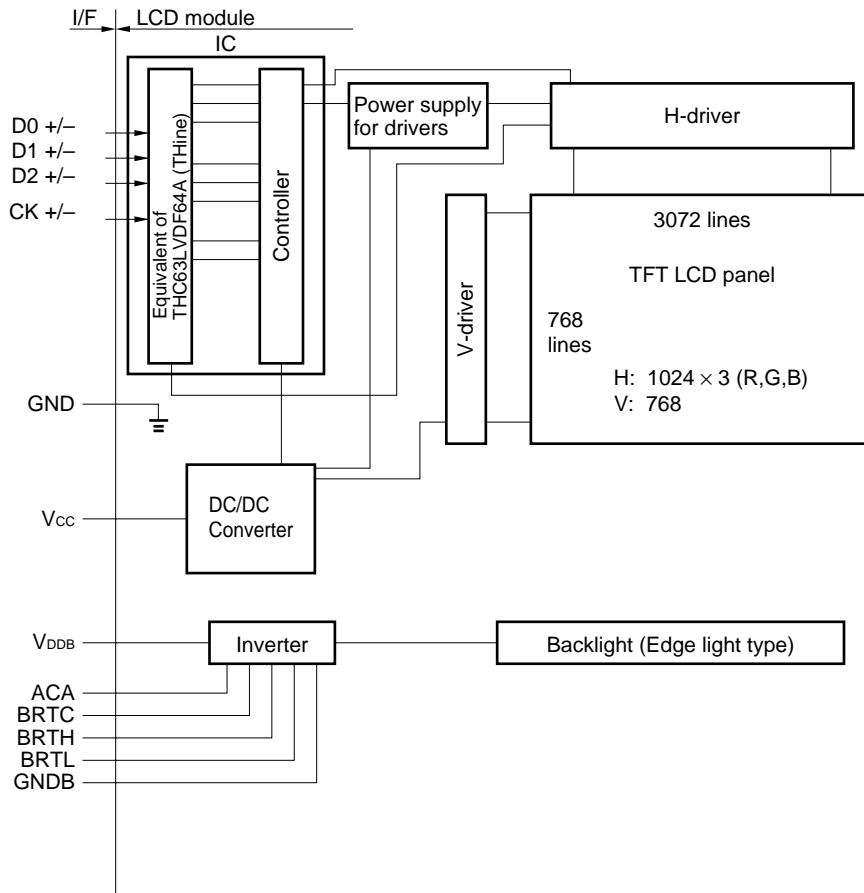 I/F
LCD module
IC
D0 +/–
D1 +/–
D2 +/–
CK +/–
Equivalent of
THC63LVDF64A (THine)
Controller
Power supply
for drivers
H-driver
V-driver
3072 lines
TFT LCD panel
768
lines
H: 1024 × 3 (R,G,B)
V: 768
GND
VCC
DC/DC
Converter
VDDB
Inverter
Backlight (Edge light type)
ACA
BRTC
BRTH
BRTL
GNDB